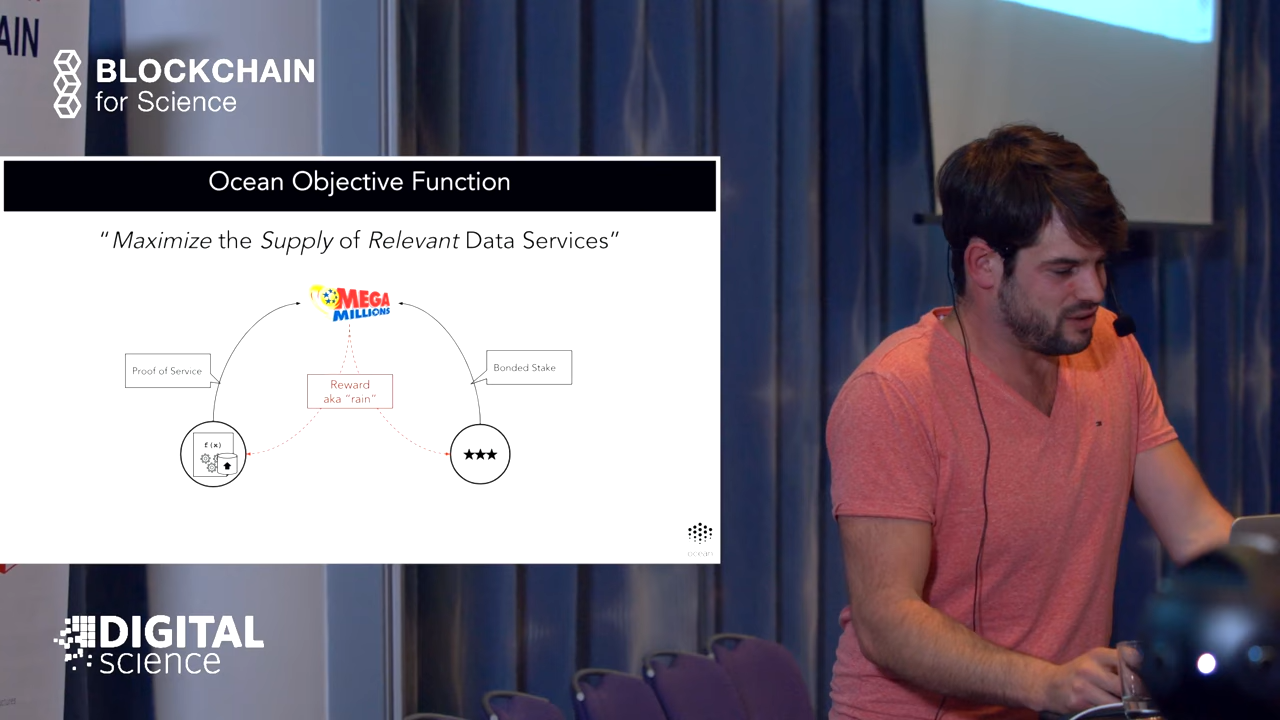 AIN
BLOCKCHAIN
for Science
Ocean Objective Function
“Maximize the Supply of Relevant Data Services”
MEGA
MILLIONS
Proof of Service
Bonded Stake
Reward
aka “rain”
f(x)
ocean
DIGITAL
science